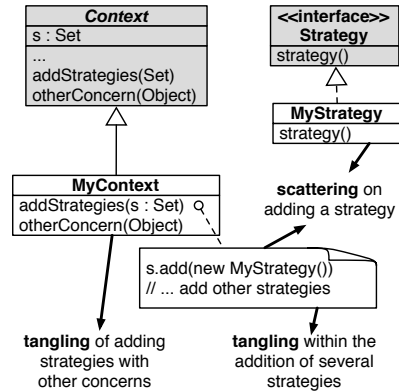 Context
s : Set
...
addStrategies(Set)
otherConcern(Object)
<<interface>>
Strategy
strategy()
MyStrategy
strategy()
MyContext
addStrategies(s : Set)
otherConcern(Object)
scattering on
adding a strategy
s.add(new MyStrategy())
// ... add other strategies
tangling of adding
strategies with
other concerns
tangling within the
addition of several
strategies